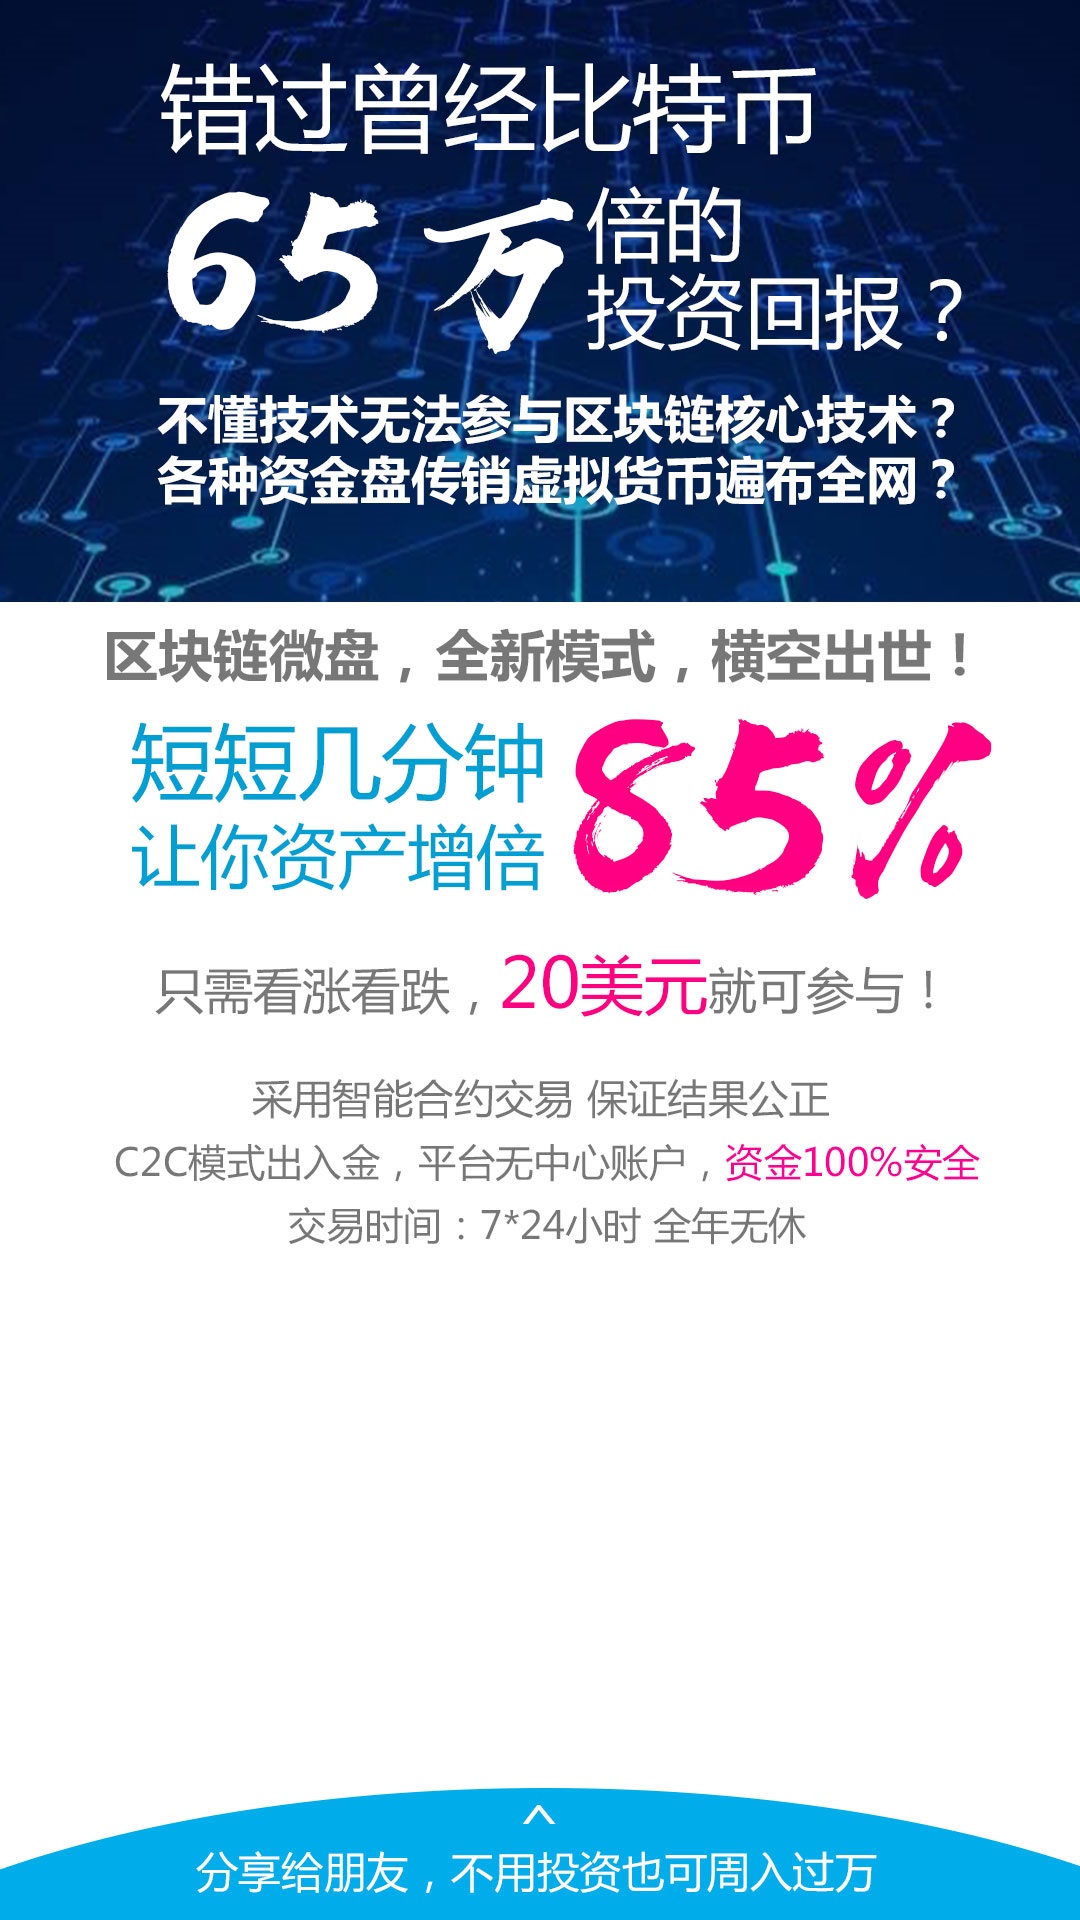 错过曾经比特币
65万倍的
投资回报？
不懂技术无法参与区块链核心技术？
各种资金盘传销虚拟货币遍布全网？
区块链微盘，全新模式，横空出世！
短短几分钟
让你资产增倍
85%
只需看涨看跌，20美元就可参与！
采用智能合约交易 保证结果公正
C2C模式出入金，平台无中心账户，资金100%安全
交易时间：7*24小时 全年无休
分享给朋友，不用投资也可周入过万